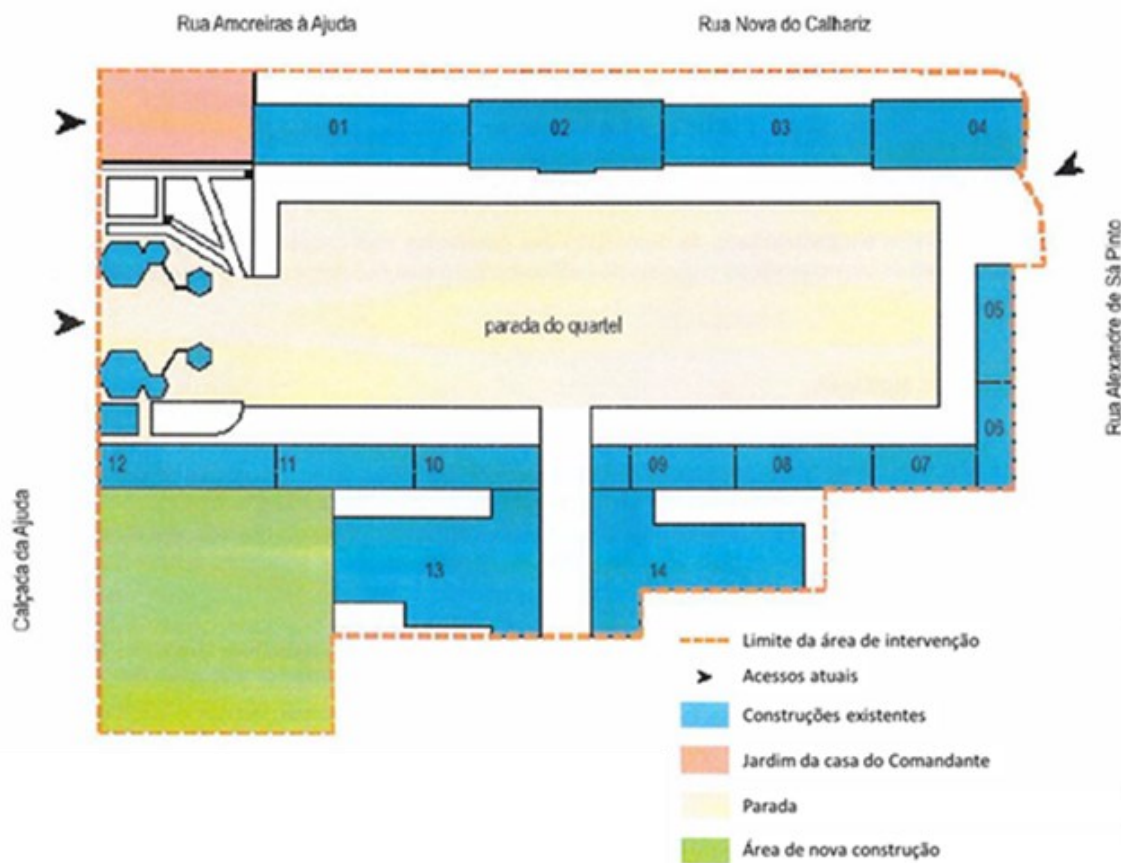 Rua Amoreiras à Ajuda
Rua Nova do Calhariz
01
02
03
04
Rua Alexandre de Sá Pinto
05
parada do quartel
06
12
11
10
09
08
07
Calçada da Ajuda
13
14
Limite da área de intervenção
Acessos atuais
Construções existentes
Jardim da casa do Comandante
Parada
Área de nova construção